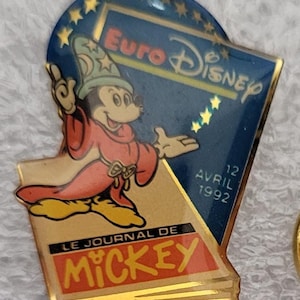 Euro Disney
12
AVRIL
1992
LE JOURNAL DE
MiCKEY